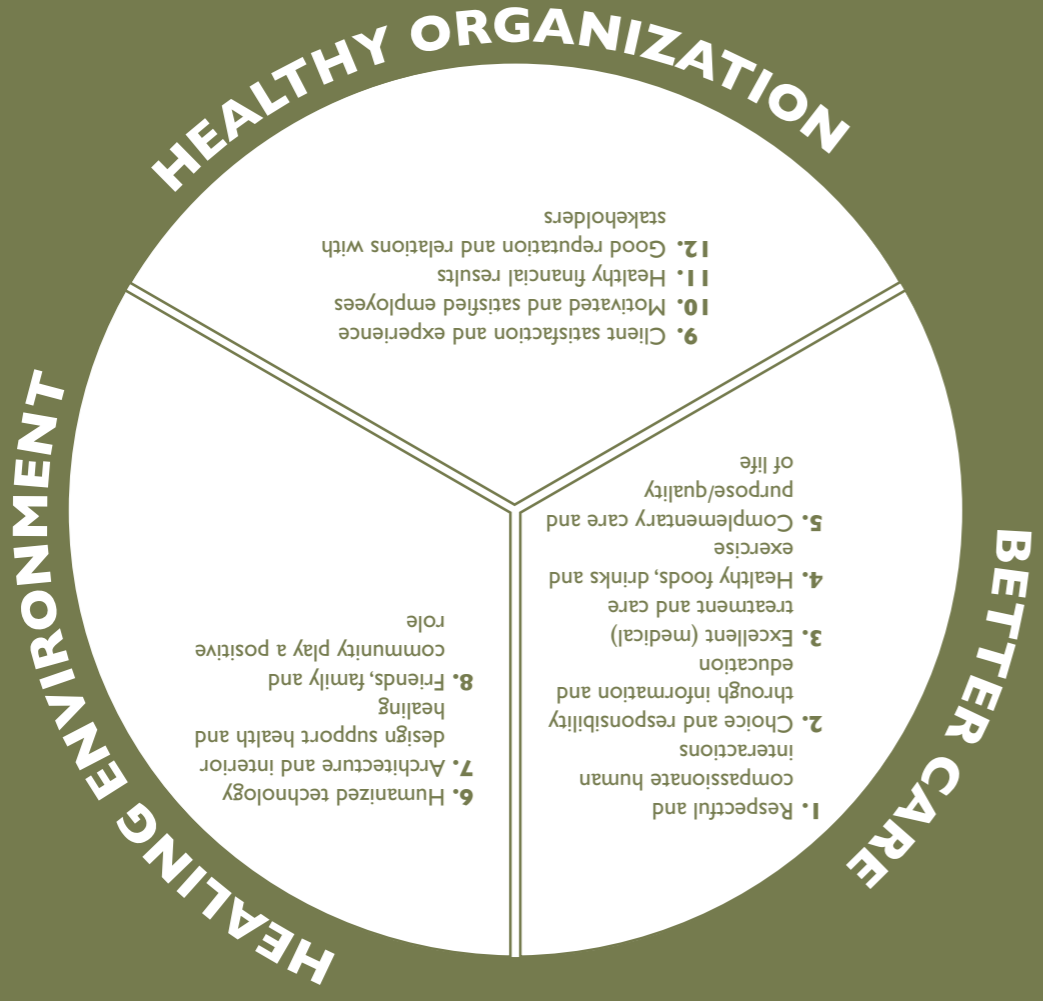 BETTER CARE
1. Respectful and
compassionate human
interactions
2. Choice and responsibility
through information and
education
3. Excellent (medical)
treatment and care
4. Healthy foods, drinks and
exercise
5. Complementary care and
purpose/quality
of life
HEALING ENVIRONMENT
6. Humanized technology
7. Architecture and interior
design support health and
healing
8. Friends, family and
community play a positive
role
HEALTHY ORGANIZATION
9. Client satisfaction and experience
10. Motivated and satisfied employees
11. Healthy financial results
12. Good reputation and relations with
stakeholders